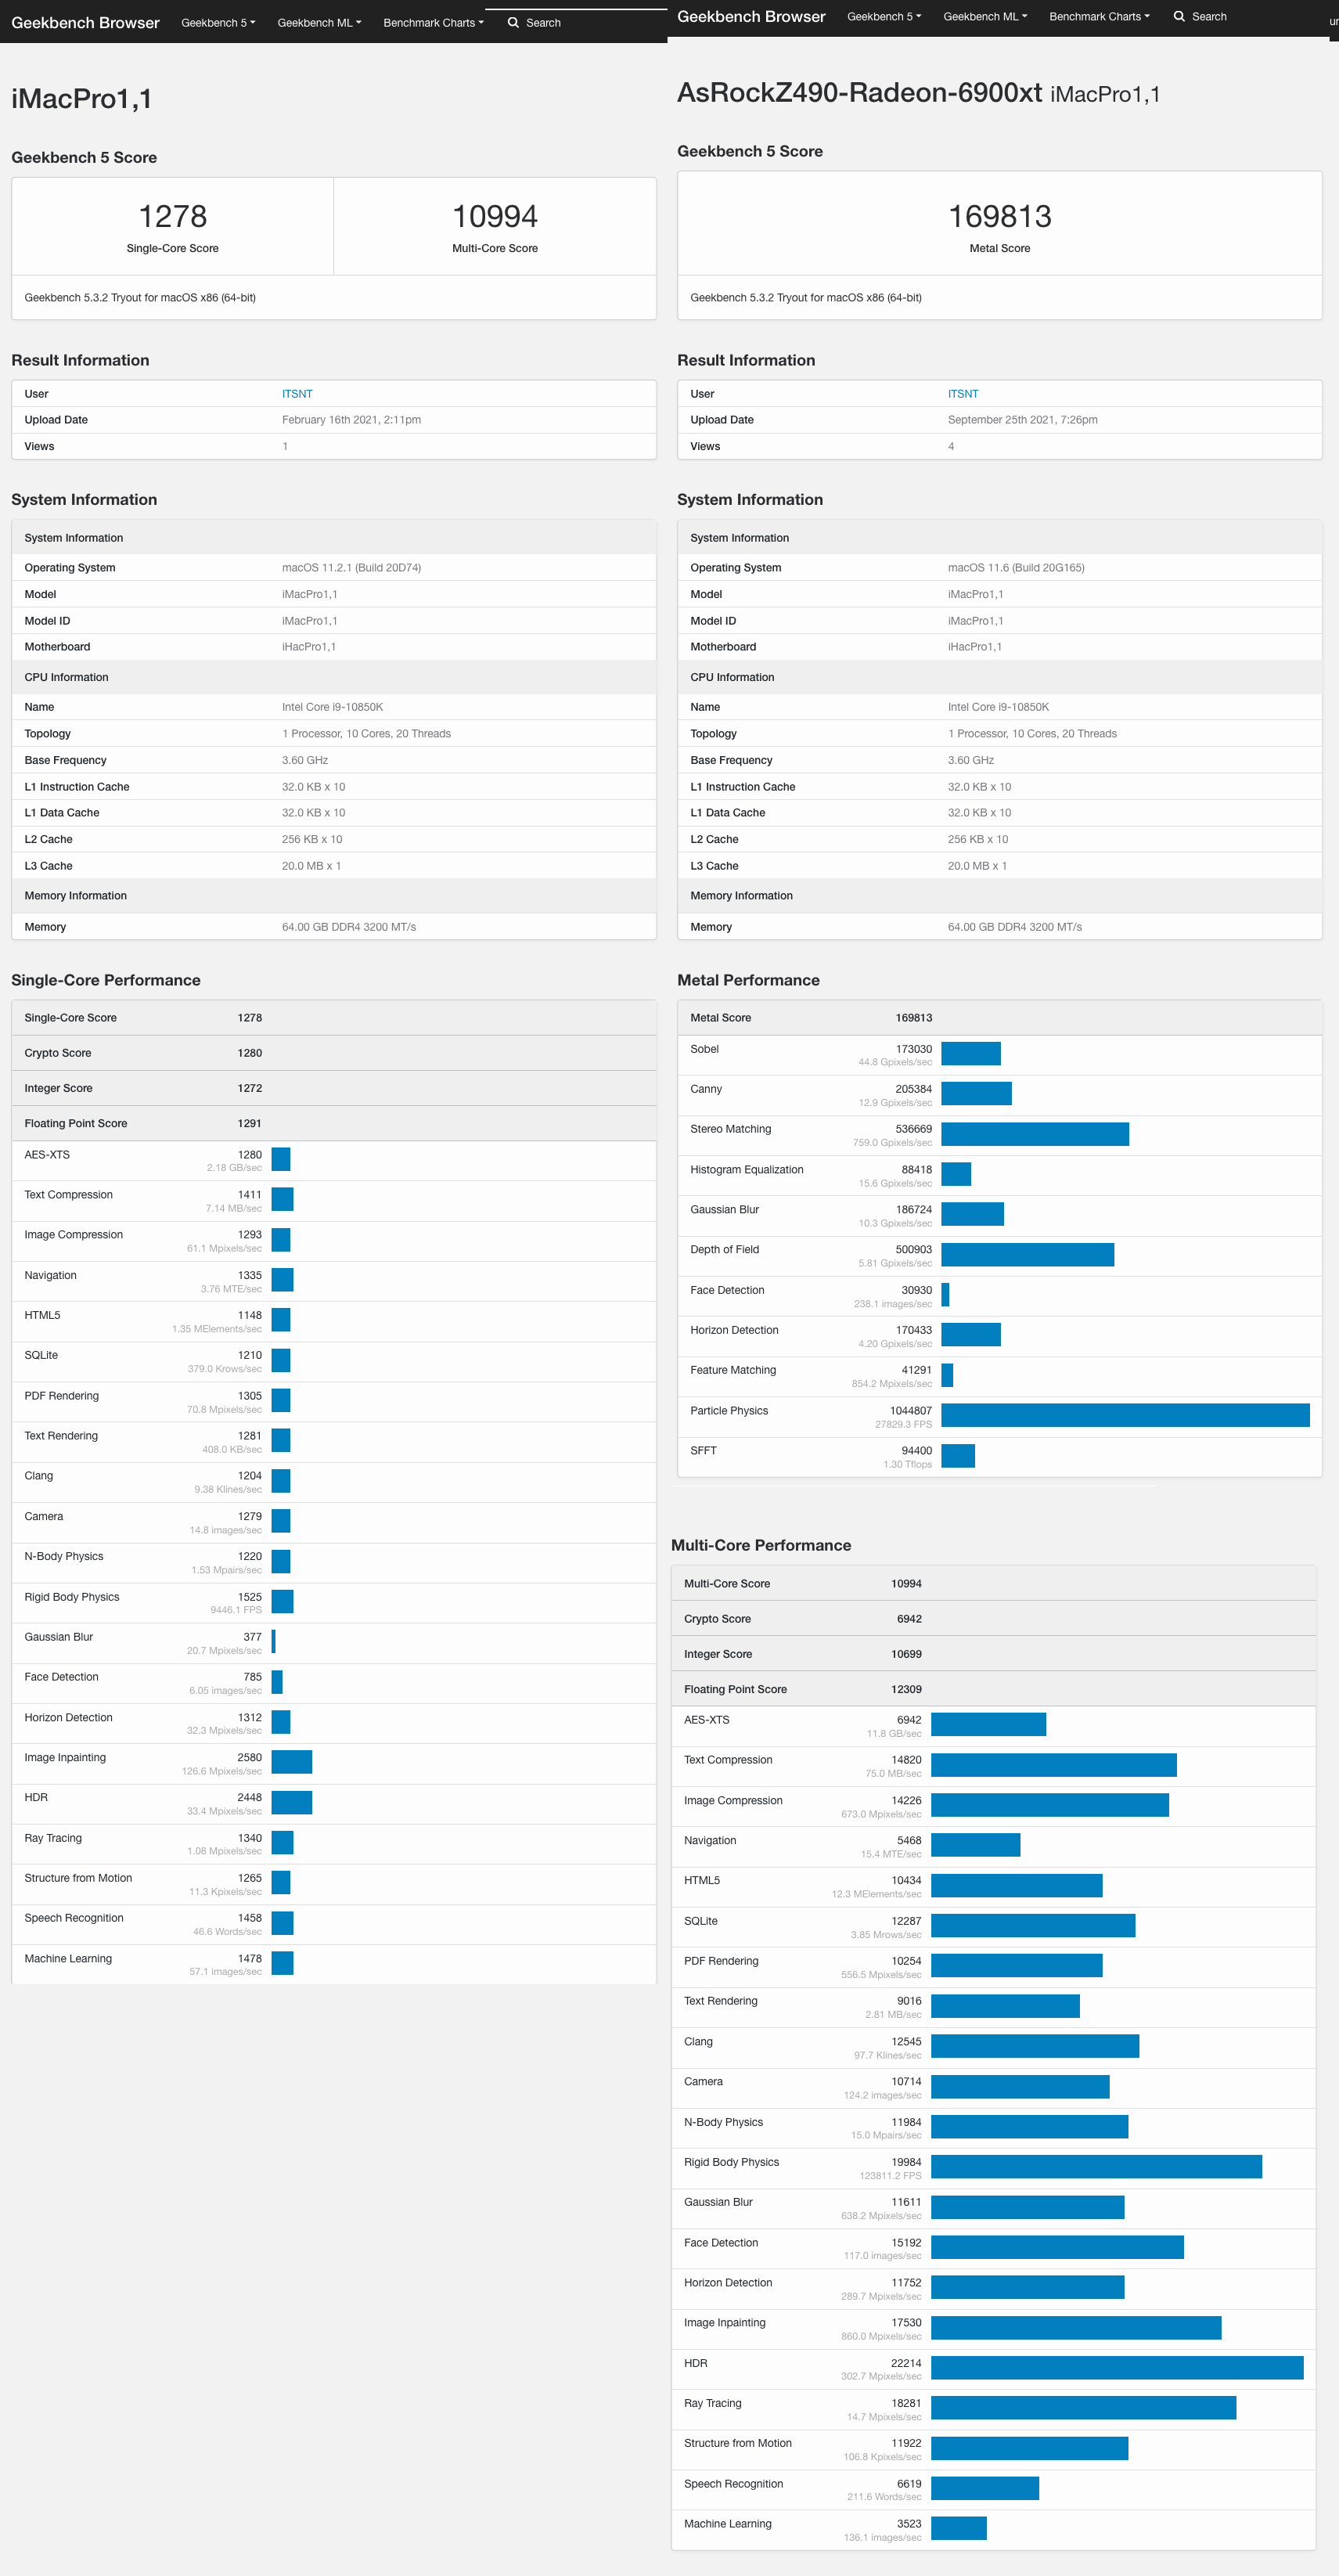 Geekbench Browser Geekbench 5 Geekbench ML Benchmark Charts Search
iMacPro1,1
Geekbench 5 Score
1278 10994
Single-Core Score Multi-Core Score
Geekbench 5.3.2 Tryout for macOS x86 (64-bit)
Result Information
User ITSNT
Upload Date February 16th 2021, 2:11pm
Views 1
System Information
System Information
Operating System macOS 11.2.1 (Build 20D74)
Model iMacPro1,1
Model ID iMacPro1,1
Motherboard iHacPro1,1
CPU Information
Name Intel Core i9-10850K
Topology 1 Processor, 10 Cores, 20 Threads
Base Frequency 3.60 GHz
L1 Instruction Cache 32.0 KB x 10
L1 Data Cache 32.0 KB x 10
L2 Cache 256 KB x 10
L3 Cache 20.0 MB x 1
Memory Information
Memory 64.00 GB DDR4 3200 MT/s
Single-Core Performance
Single-Core Score 1278
Crypto Score 1280
Integer Score 1272
Floating Point Score 1291
AES-XTS 1280
2.18 GB/sec
Text Compression 1411
7.14 MB/sec
Image Compression 1293
61.1 Mpixels/sec
Navigation 1335
3.76 MTE/sec
HTML5 1148
1.35 MElements/sec
SQLite 1210
379.0 Krows/sec
PDF Rendering 1305
70.8 Mpixels/sec
Text Rendering 1281
408.0 KB/sec
Clang 1204
9.38 Klines/sec
Camera 1279
14.8 images/sec
N-Body Physics 1220
1.53 Mpairs/sec
Rigid Body Physics 1525
9446.1 FPS
Gaussian Blur 377
20.7 Mpixels/sec
Face Detection 785
6.05 images/sec
Horizon Detection 1312
32.3 Mpixels/sec
Image Inpainting 2580
126.6 Mpixels/sec
HDR 2448
33.4 Mpixels/sec
Ray Tracing 1340
1.08 Mpixels/sec
Structure from Motion 1265
11.3 Kpixels/sec
Speech Recognition 1458
46.6 Words/sec
Machine Learning 1478
57.1 images/sec
Geekbench Browser Geekbench 5 Geekbench ML Benchmark Charts Search
AsRockZ490-Radeon-6900xt iMacPro1,1
Geekbench 5 Score
169813
Metal Score
Geekbench 5.3.2 Tryout for macOS x86 (64-bit)
Result Information
User ITSNT
Upload Date September 25th 2021, 7:26pm
Views 4
System Information
System Information
Operating System macOS 11.6 (Build 20G165)
Model iMacPro1,1
Model ID iMacPro1,1
Motherboard iHacPro1,1
CPU Information
Name Intel Core i9-10850K
Topology 1 Processor, 10 Cores, 20 Threads
Base Frequency 3.60 GHz
L1 Instruction Cache 32.0 KB x 10
L1 Data Cache 32.0 KB x 10
L2 Cache 256 KB x 10
L3 Cache 20.0 MB x 1
Memory Information
Memory 64.00 GB DDR4 3200 MT/s
Metal Performance
Metal Score 169813
Sobel 173030
44.8 Gpixels/sec
Canny 205384
12.9 Gpixels/sec
Stereo Matching 536669
759.0 Gpixels/sec
Histogram Equalization 88418
15.6 Gpixels/sec
Gaussian Blur 186724
10.3 Gpixels/sec
Depth of Field 500903
5.81 Gpixels/sec
Face Detection 30930
238.1 images/sec
Horizon Detection 170433
4.20 Gpixels/sec
Feature Matching 41291
854.2 Mpixels/sec
Particle Physics 1044807
27829.3 FPS
SFFT 94400
1.30 Tflops
Multi-Core Performance
Multi-Core Score 10994
Crypto Score 6942
Integer Score 10699
Floating Point Score 12309
AES-XTS 6942
11.8 GB/sec
Text Compression 14820
75.0 MB/sec
Image Compression 14226
673.0 Mpixels/sec
Navigation 5468
15.4 MTE/sec
HTML5 10434
12.3 MElements/sec
SQLite 12287
3.85 Mrows/sec
PDF Rendering 10254
556.5 Mpixels/sec
Text Rendering 9016
2.81 MB/sec
Clang 12545
97.7 Klines/sec
Camera 10714
124.2 images/sec
N-Body Physics 11984
15.0 Mpairs/sec
Rigid Body Physics 19984
123811.2 FPS
Gaussian Blur 11611
638.2 Mpixels/sec
Face Detection 15192
117.0 images/sec
Horizon Detection 11752
289.7 Mpixels/sec
Image Inpainting 17530
860.0 Mpixels/sec
HDR 22214
302.7 Mpixels/sec
Ray Tracing 18281
14.7 Mpixels/sec
Structure from Motion 11922
106.8 Kpixels/sec
Speech Recognition 6619
211.6 Words/sec
Machine Learning 3523
136.1 images/sec